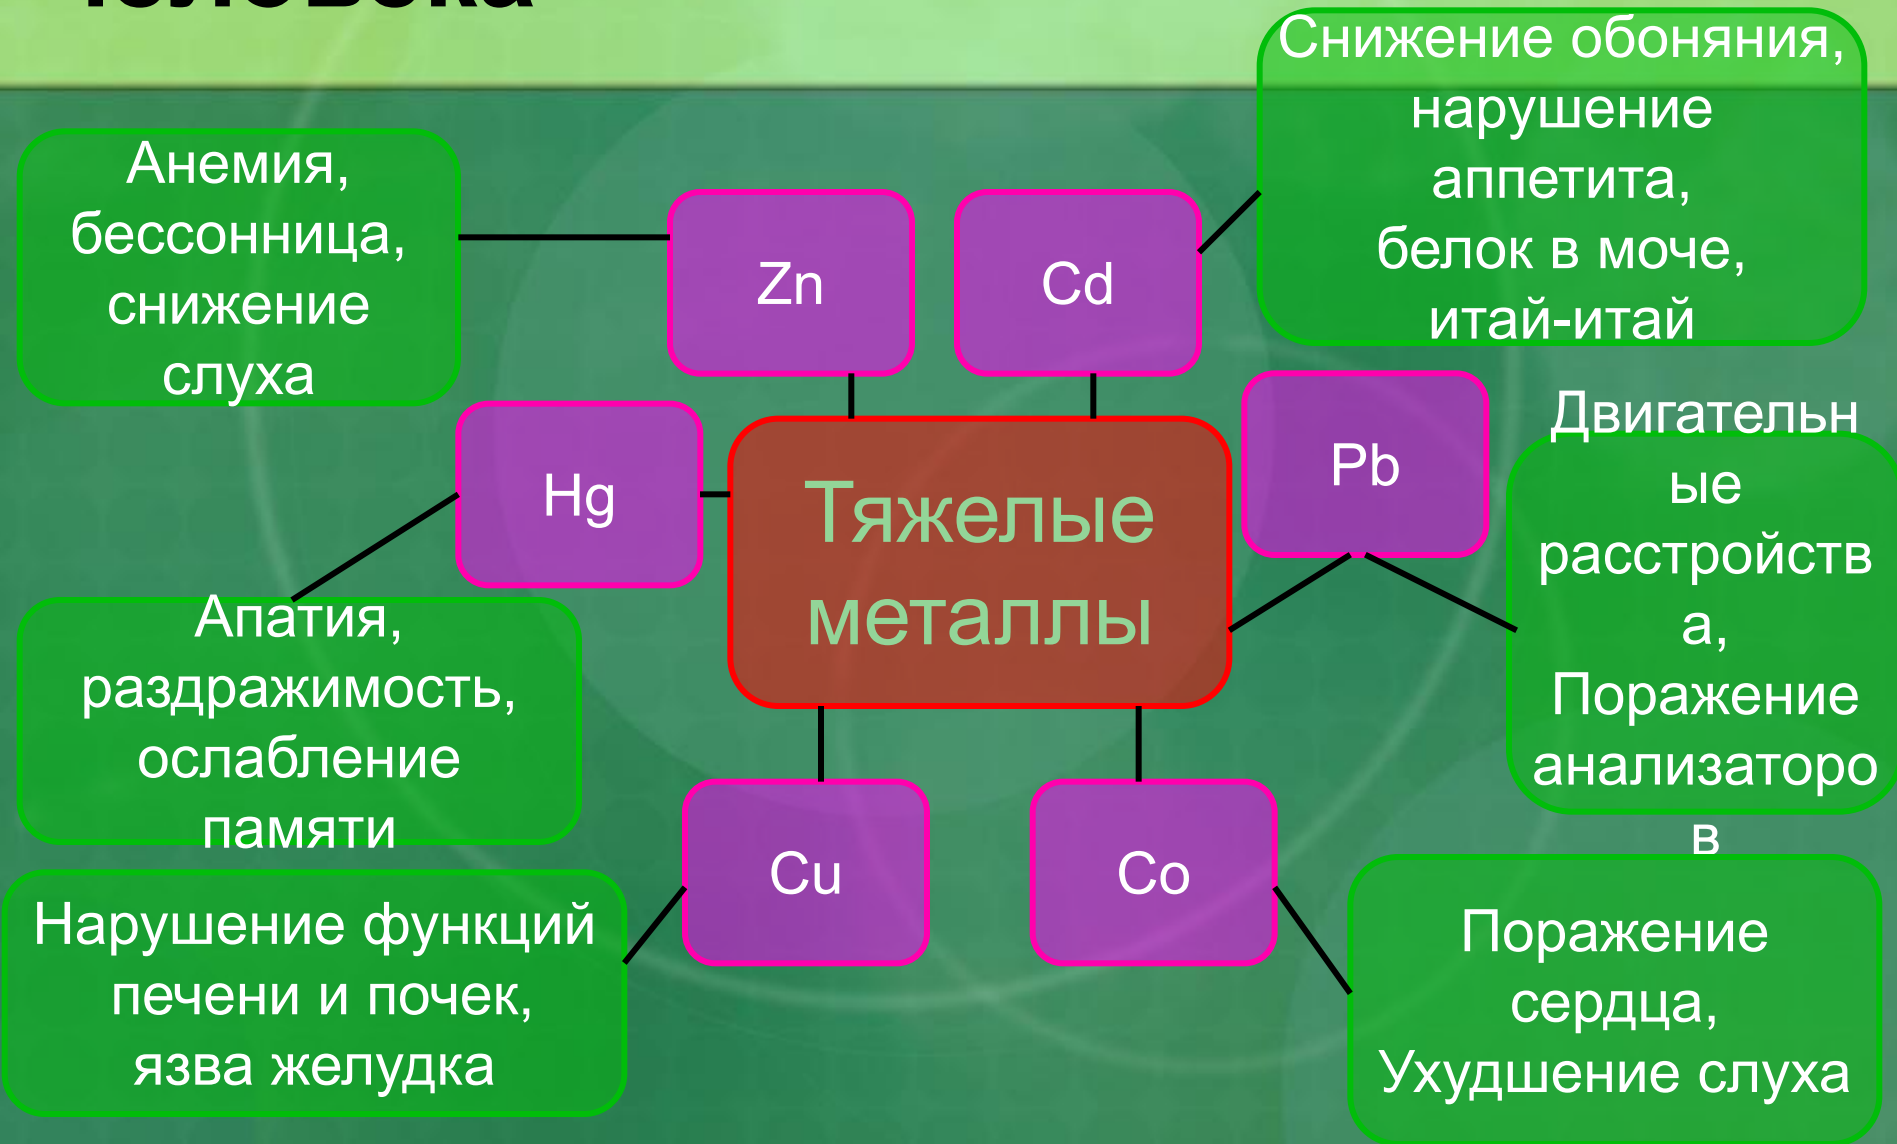 Снижение обоняния,
нарушение
аппетита,
белок в моче,
итай-итай
Анемия,
бессонница,
снижение
слуха
Zn
Cd
Hg
Pb
Тяжелые
металлы
Двигательн
ые
расстройств
а,
Поражение
анализаторо
в
Апатия,
раздражимость,
ослабление
памяти
Cu
Co
Нарушение функций
печени и почек,
язва желудка
Поражение
сердца,
Ухудшение слуха